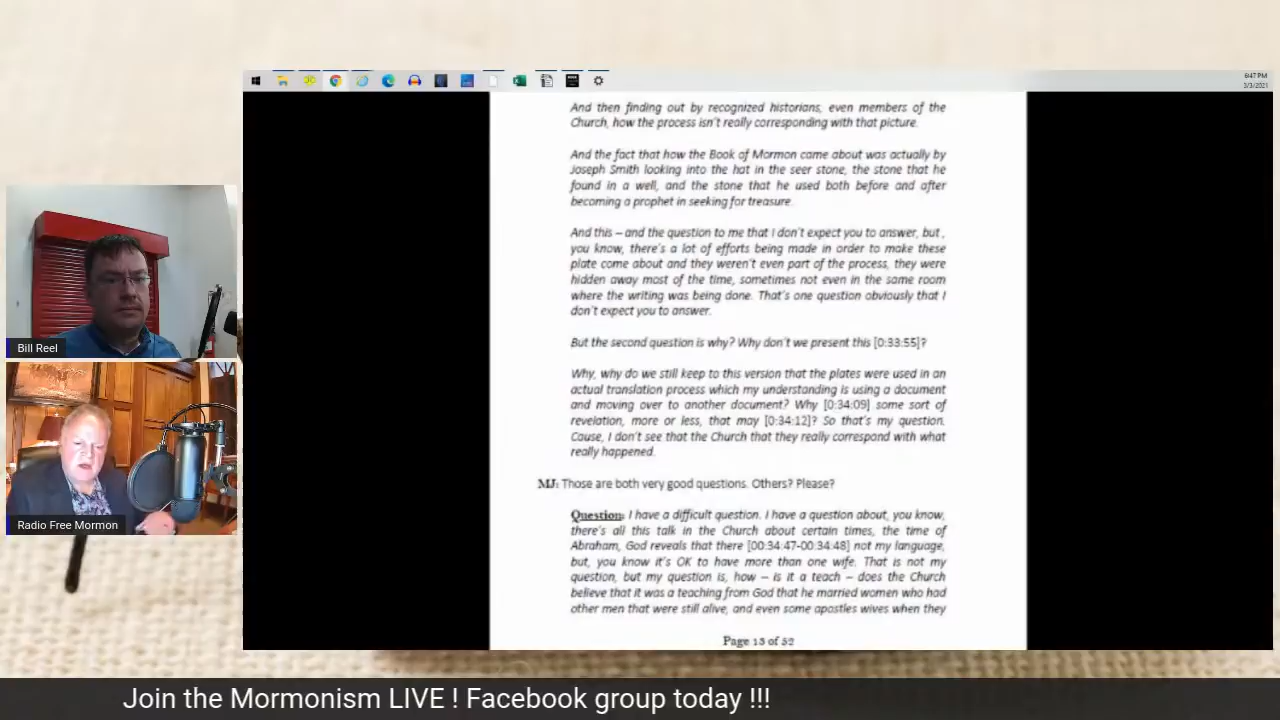 6:47 PM
3/3/2021
And then finding out by recognized historians, even members of the
Church, how the process isn't really corresponding with that picture.
And the fact that how the Book of Mormon came about was actually by
Joseph Smith looking into the hat in the seer stone, the stone that he
found in a well, and the stone that he used both before and after
becoming a prophet in seeking for treasure.
And this – and the question to me that I don't expect you to answer, but ,
you know, there's a lot of efforts being made in order to make these
plate come about and they weren't even part of the process, they were
hidden away most of the time, sometimes not even in the same room
where the writing was being done. That's one question obviously that I
don't expect you to answer.
But the second question is why? Why don't we present this [0:33:55]?
Why, why do we still keep to this version that the plates were used in an
actual translation process which my understanding is using a document
and moving over to another document? Why [0:34:09] some sort of
revelation, more or less, that may [0:34:12]? So that's my question.
Cause, I don't see that the Church that they really correspond with what
really happened.
MJ: Those are both very good questions. Others? Please?
Question: I have a difficult question. I have a question about, you know,
there's all this talk in the Church about certain times, the time of
Abraham, God reveals that there [00:34:47-00:34:48] not my language,
but, you know it's OK to have more than one wife. That is not my
question, but my question is, how – is it a teach – does the Church
believe that it was a teaching from God that he married women who had
other men that were still alive, and even some apostles wives when they
Page 13 of 52
Bill Reel
Radio Free Mormon
Join the Mormonism LIVE ! Facebook group today !!!